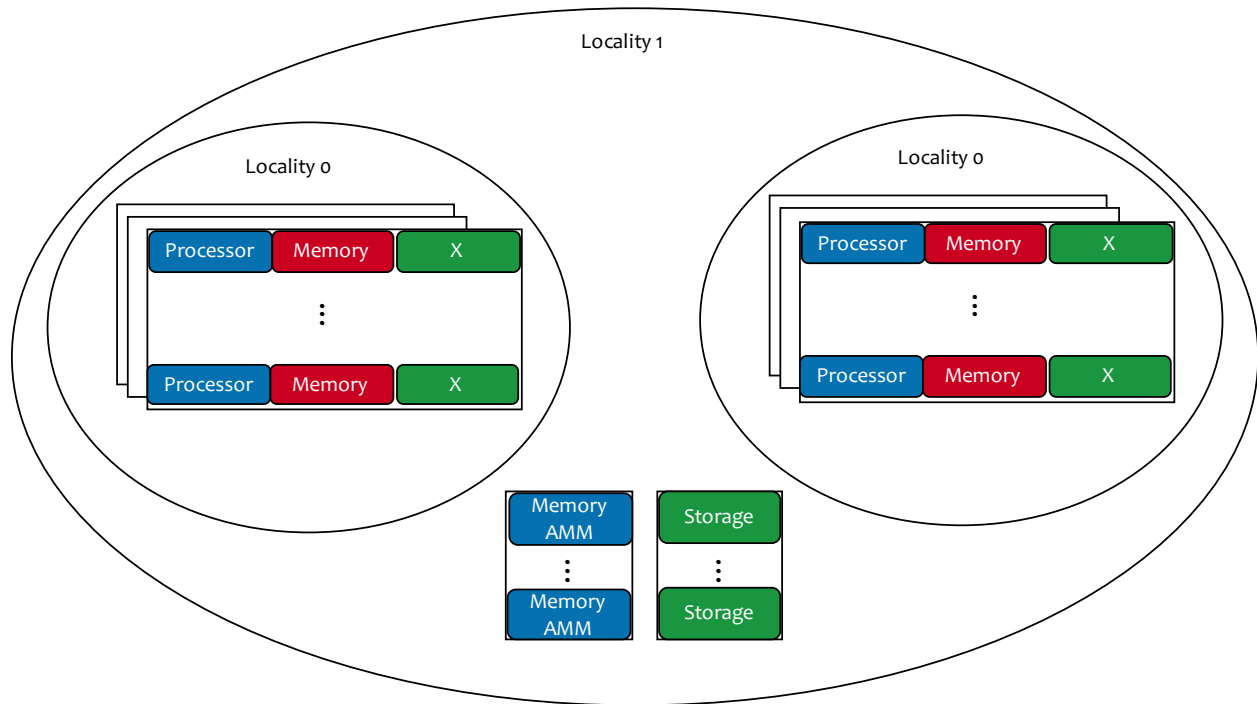 Locality 1
Locality 0
Processor Memory X
⋮
Processor Memory X
Locality 0
Processor Memory X
⋮
Processor Memory X
Memory
AMM
⋮
Memory
AMM
Storage
⋮
Storage